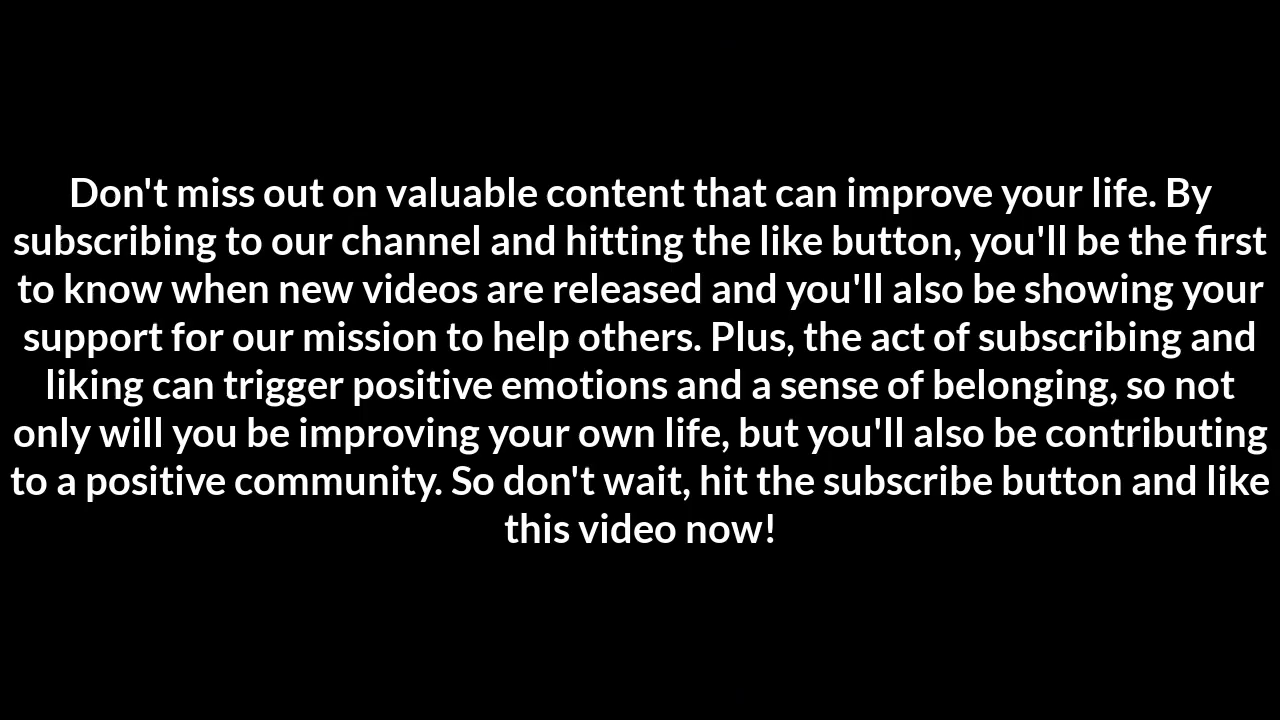 Don't miss out on valuable content that can improve your life. By
subscribing to our channel and hitting the like button, you'll be the first
to know when new videos are released and you'll also be showing your
support for our mission to help others. Plus, the act of subscribing and
liking can trigger positive emotions and a sense of belonging, so not
only will you be improving your own life, but you'll also be contributing
to a positive community. So don't wait, hit the subscribe button and like
this video now!